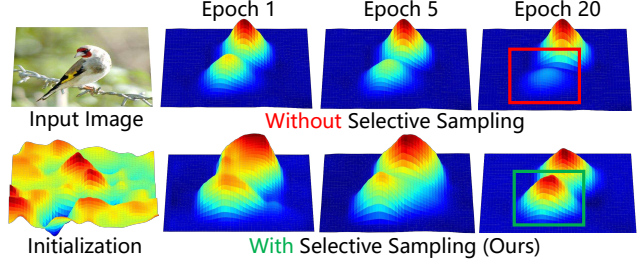 Epoch 1
Epoch 5
Epoch 20
Input Image
Without Selective Sampling
Initialization
With Selective Sampling (Ours)